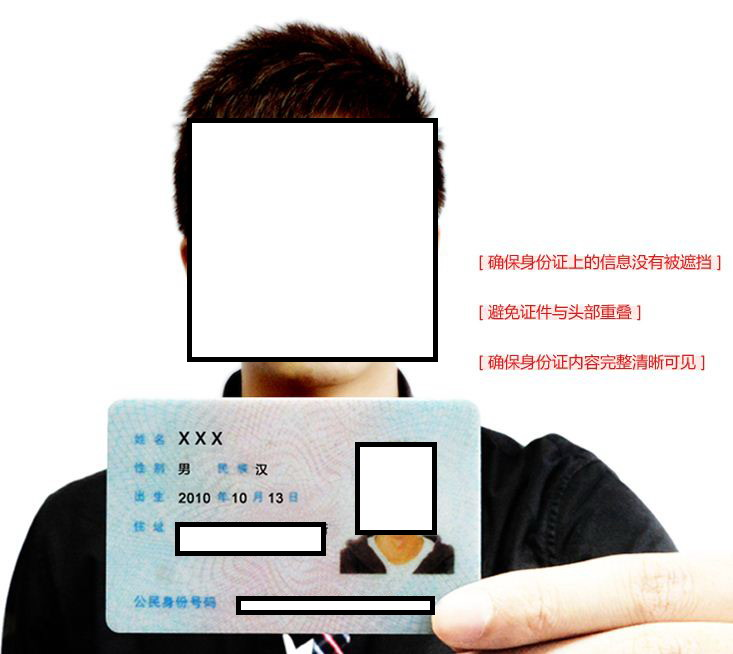 [ 确保身份证上的信息没有被遮挡 ]
[ 避免证件与头部重叠 ]
[ 确保身份证内容完整清晰可见 ]
姓 名 XXX
性 别 男 民 族 汉
出 生 2010 年 10 月 13 日
住 址
公民身份号码